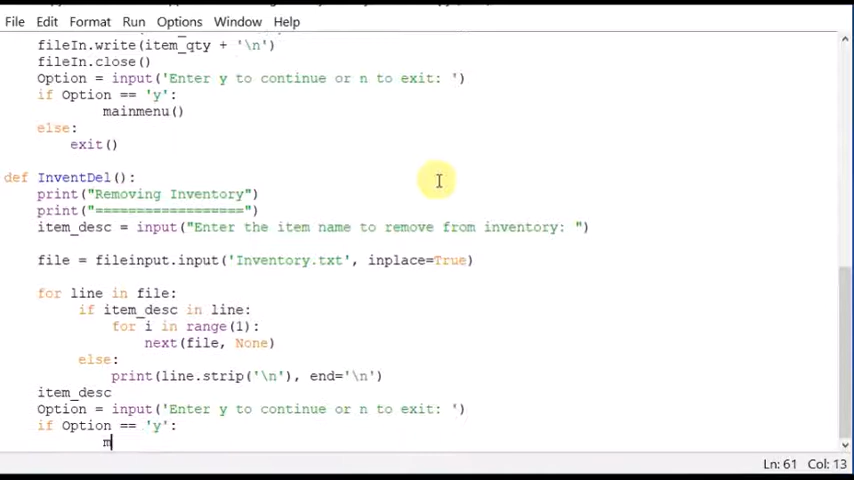 File Edit Format Run Options Window Help
    fileIn.write(item_qty + '\n')
    fileIn.close()
    Option = input('Enter y to continue or n to exit: ')
    if Option == 'y':
            mainmenu()
    else:
        exit()
def InventDel():
    print("Removing Inventory")
    print("==================")
    item_desc = input("Enter the item name to remove from inventory: ")
    file = fileinput.input('Inventory.txt', inplace=True)
    for line in file:
         if item_desc in line:
             for i in range(1):
                 next(file, None)
         else:
             print(line.strip('\n'), end='\n')
    item_desc
    Option = input('Enter y to continue or n to exit: ')
    if Option == 'y':
            m
Ln: 61 Col: 13